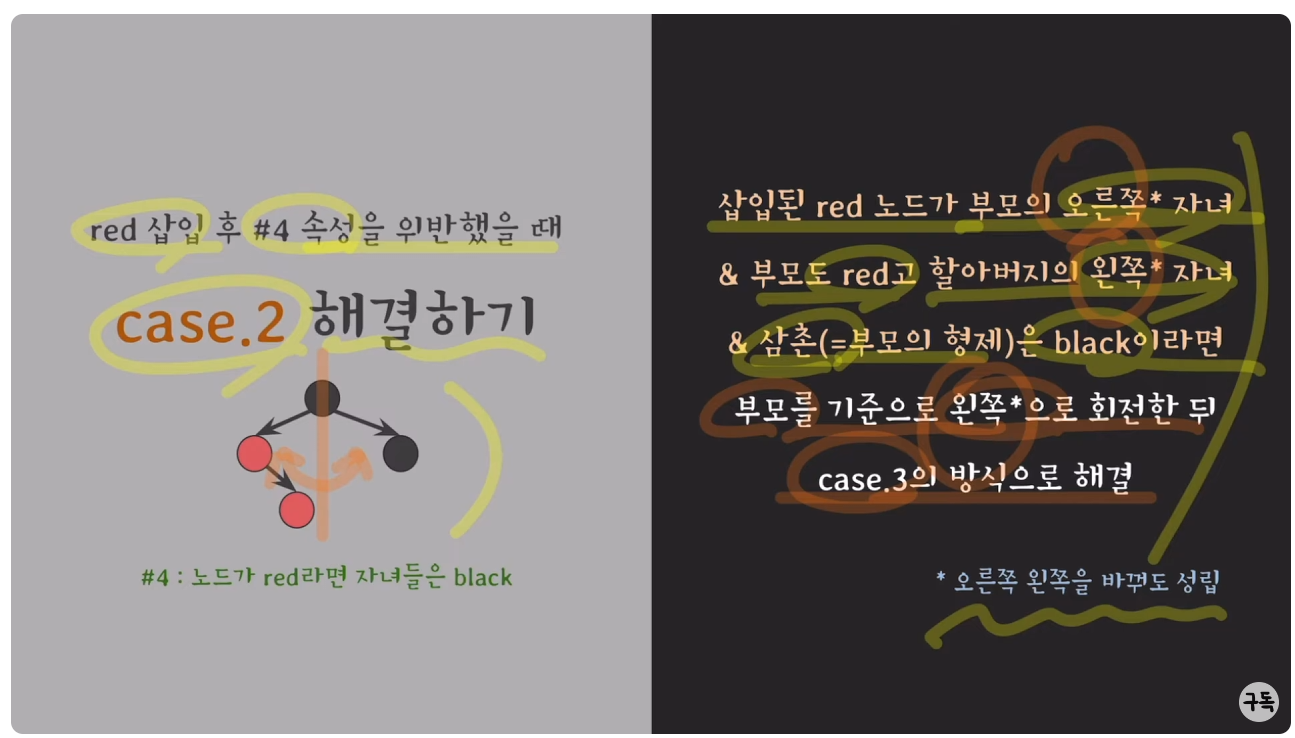 red 삽입 후 #4 속성을 위반했을 때
case.2 해결하기
#4 : 노드가 red라면 자녀들은 black
삽입된 red 노드가 부모의 오른쪽* 자녀
& 부모도 red고 할아버지의 왼쪽* 자녀
& 삼촌(=부모의 형제)은 black이라면
부모를 기준으로 왼쪽*으로 회전한 뒤
case.3의 방식으로 해결
* 오른쪽 왼쪽을 바꿔도 성립
구독